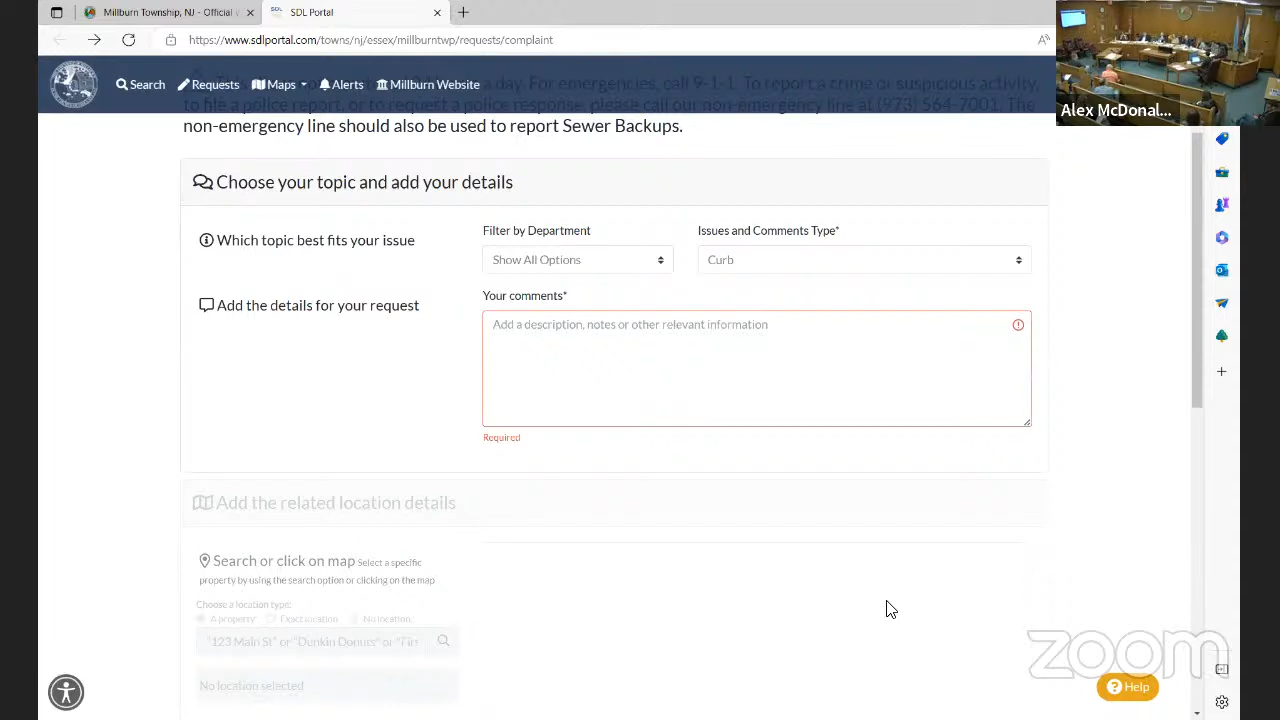 Millburn Township, NJ - Official V
SDL Portal
https://www.sdlportal.com/towns/nj/essex/millburntwp/requests/complaint
Search Requests Maps Alerts Millburn Website
a day. For emergencies, call 9-1-1. To report a crime or suspicious activity,
to file a police report, or request a police response, please call our non-emergency line at (973) 564-7001. The
non-emergency line should also be used to report Sewer Backups.
Choose your topic and add your details
Which topic best fits your issue
Filter by Department
Issues and Comments Type*
Show All Options
Curb
Add the details for your request
Your comments*
Add a description, notes or other relevant information
Required
Add the related location details
Search or click on map Select a specific
property by using the search option or clicking on the map
Choose a location type:
A property Exact location No location
"123 Main St" or "Dunkin Donuts" or "Fire
No location selected
Help
Alex McDonal...
zoom